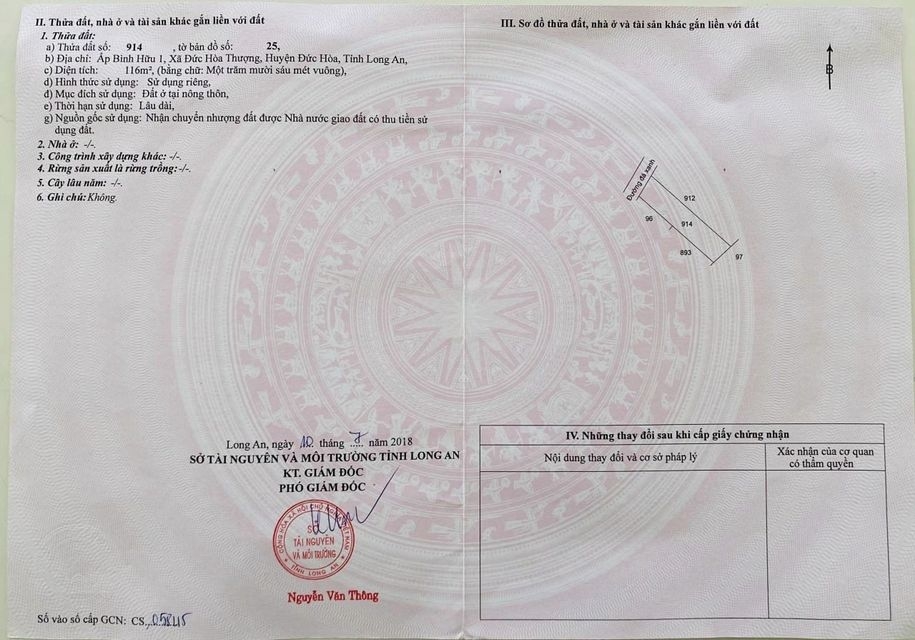 II. Thửa đất, nhà ở và tài sản khác gắn liền với đất
1. Thửa đất:
a) Thửa đất số: 914 , tờ bản đồ số: 25,
b) Địa chỉ: Ấp Bình Hữu 1, Xã Đức Hòa Thượng, Huyện Đức Hòa, Tỉnh Long An,
c) Diện tích: 116m², (bằng chữ: Một trăm mười sáu mét vuông),
d) Hình thức sử dụng: Sử dụng riêng,
đ) Mục đích sử dụng: Đất ở tại nông thôn,
e) Thời hạn sử dụng: Lâu dài,
g) Nguồn gốc sử dụng: Nhận chuyển nhượng đất được Nhà nước giao đất có thu tiền sử
dụng đất.
2. Nhà ở: -/-.
3. Công trình xây dựng khác: -/-.
4. Rừng sản xuất là rừng trồng:-/-.
5. Cây lâu năm: -/-.
6. Ghi chú:Không.
Long An, ngày 10 tháng 7 năm 2018
SỞ TÀI NGUYÊN VÀ MÔI TRƯỜNG TỈNH LONG AN
KT. GIÁM ĐỐC
PHÓ GIÁM ĐỐC
CỘNG HÒA XÃ HỘI CHỦ NGHĨA VIỆT NAM
SỞ
TÀI NGUYÊN
VÀ MÔI TRƯỜNG
TỈNH LONG AN
Nguyễn Văn Thông
Số vào sổ cấp GCN: CS
III. Sơ đồ thửa đất, nhà ở và tài sản khác gắn liền với đất
B
Đường đá xanh
912
96
914
893
97
IV. Những thay đổi sau khi cấp giấy chứng nhận
Nội dung thay đổi và cơ sở pháp lý
Xác nhận của cơ quan
có thẩm quyền